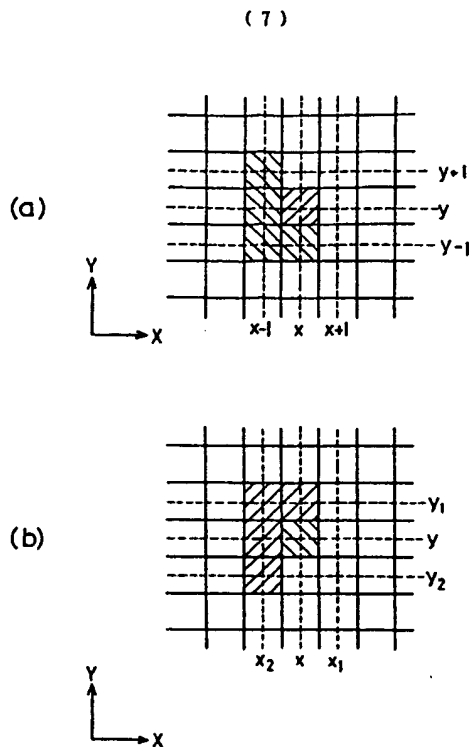 (7)
(a)
y+1
y
y-1
x-1 x x+1
Y
X
(b)
y₁
y
y₂
x₂ x x₁
Y
X